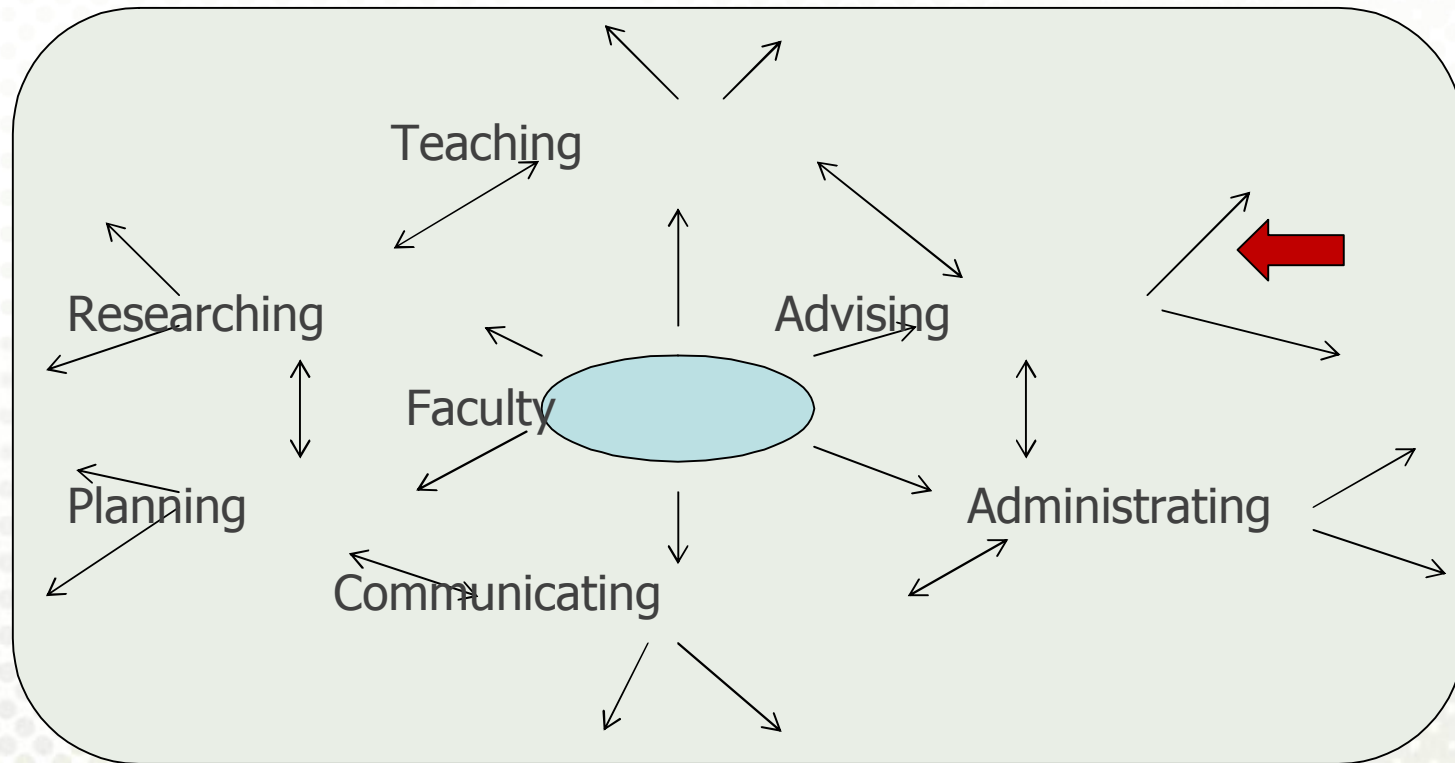 Teaching
Researching
Advising
Faculty
Planning
Administrating
Communicating